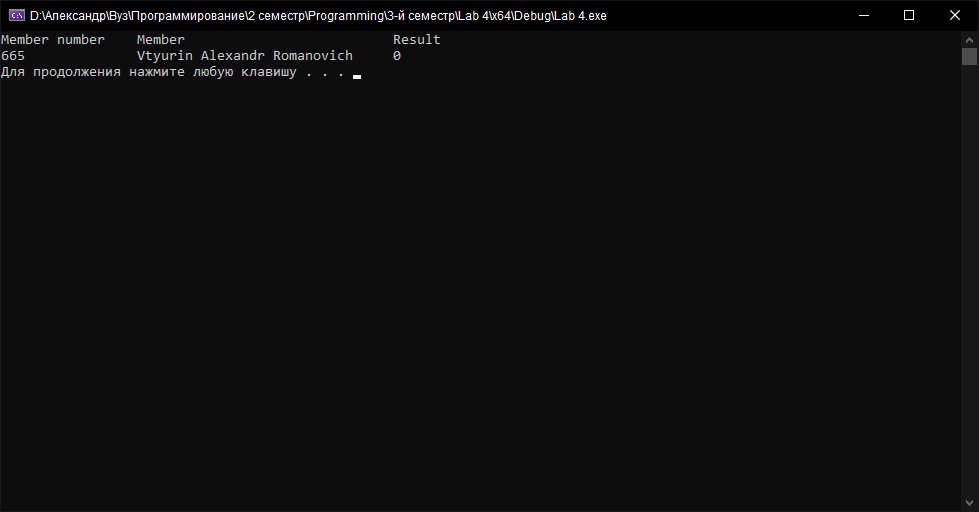 D:\Александр\Вуз\Программирование\2 семестр\Programming\3-й семестр\Lab 4\x64\Debug\Lab 4.exe
Member number Member Result
665 Vtyurin Alexandr Romanovich 0
Для продолжения нажмите любую клавишу . . .